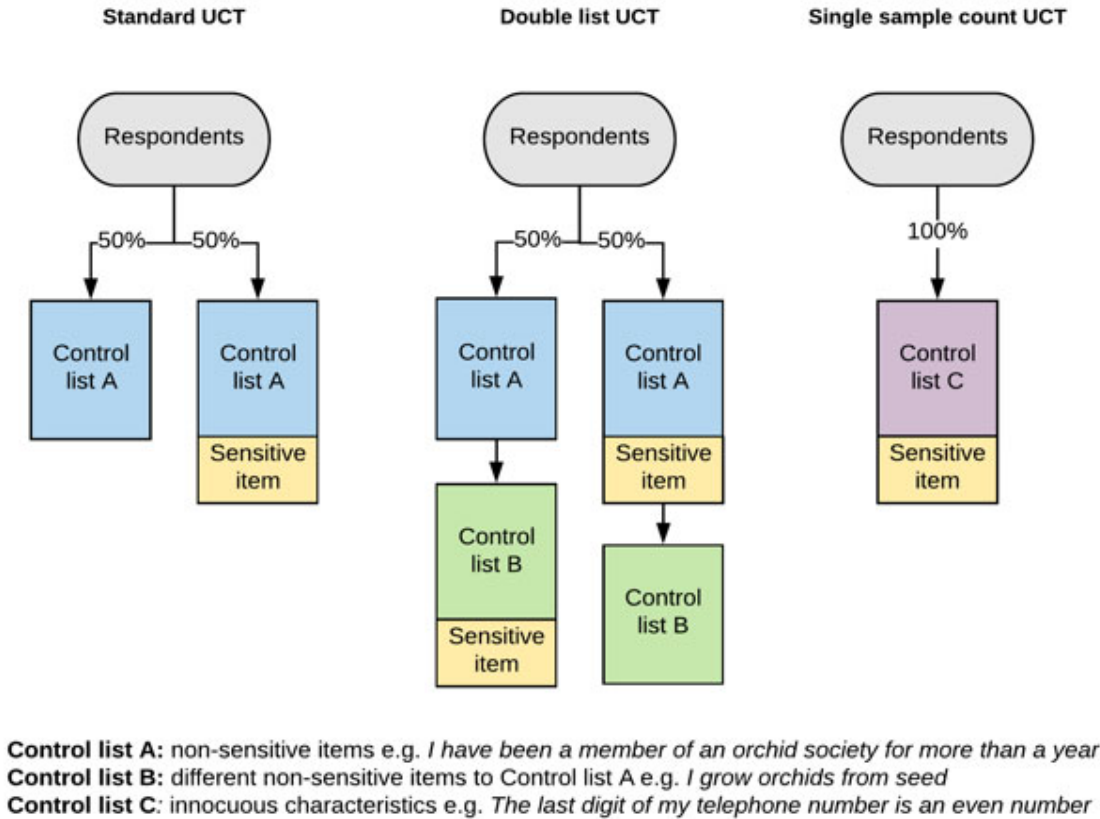 Standard UCT
Double list UCT
Single sample count UCT
Respondents
Respondents
Respondents
50%
50%
50%
50%
100%
Control
list A
Control
list A
Sensitive
item
Control
list A
Control
list B
Sensitive
item
Control
list A
Sensitive
item
Control
list B
Control
list C
Sensitive
item
Control list A: non-sensitive items e.g. I have been a member of an orchid society for more than a year
Control list B: different non-sensitive items to Control list A e.g. I grow orchids from seed
Control list C: innocuous characteristics e.g. The last digit of my telephone number is an even number